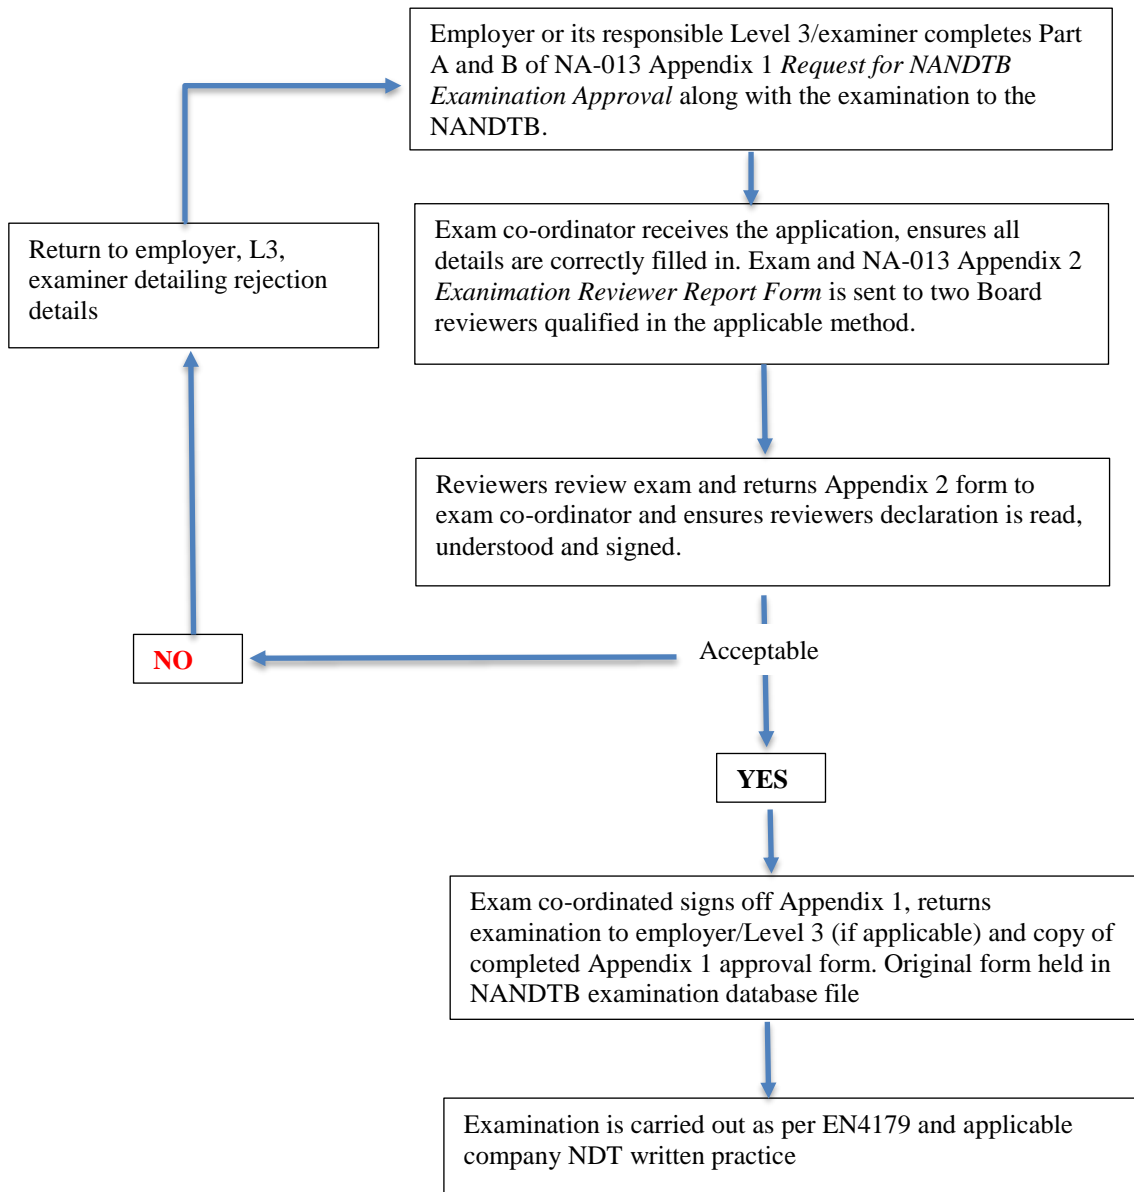 Employer or its responsible Level 3/examiner completes Part
A and B of NA-013 Appendix 1 Request for NANDTB
Examination Approval along with the examination to the
NANDTB.
Exam co-ordinator receives the application, ensures all
details are correctly filled in. Exam and NA-013 Appendix 2
Exanimation Reviewer Report Form is sent to two Board
reviewers qualified in the applicable method.
Return to employer, L3,
examiner detailing rejection
details
Reviewers review exam and returns Appendix 2 form to
exam co-ordinator and ensures reviewers declaration is read,
understood and signed.
Acceptable
NO
YES
Exam co-ordinated signs off Appendix 1, returns
examination to employer/Level 3 (if applicable) and copy of
completed Appendix 1 approval form. Original form held in
NANDTB examination database file
Examination is carried out as per EN4179 and applicable
company NDT written practice